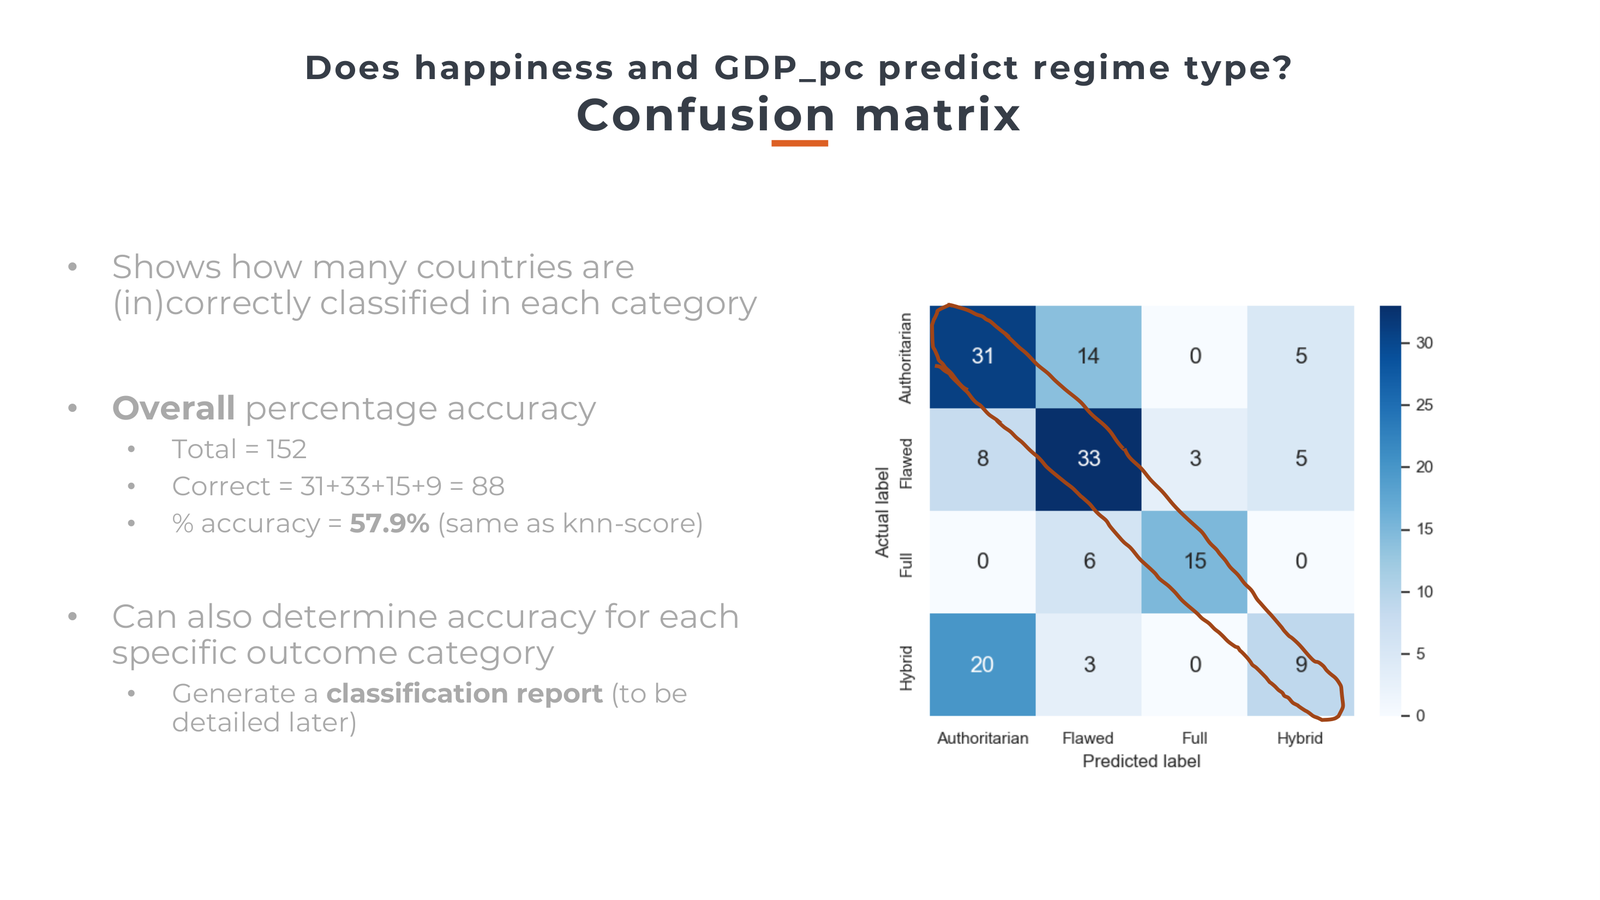 Does happiness and GDP_pc predict regime type?
Confusion matrix
• Shows how many countries are
(in)correctly classified in each category
• Overall percentage accuracy
• Total = 152
• Correct = 31+33+15+9 = 88
• % accuracy = 57.9% (same as knn-score)
• Can also determine accuracy for each
specific outcome category
• Generate a classification report (to be
detailed later)
Actual label
Authoritarian
31 14 0 5
Flawed
8 33 3 5
Full
0 6 15 0
Hybrid
20 3 0 9
Authoritarian Flawed Full Hybrid
Predicted label
30
25
20
15
10
5
0